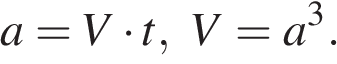 a = V · t, V = a³.